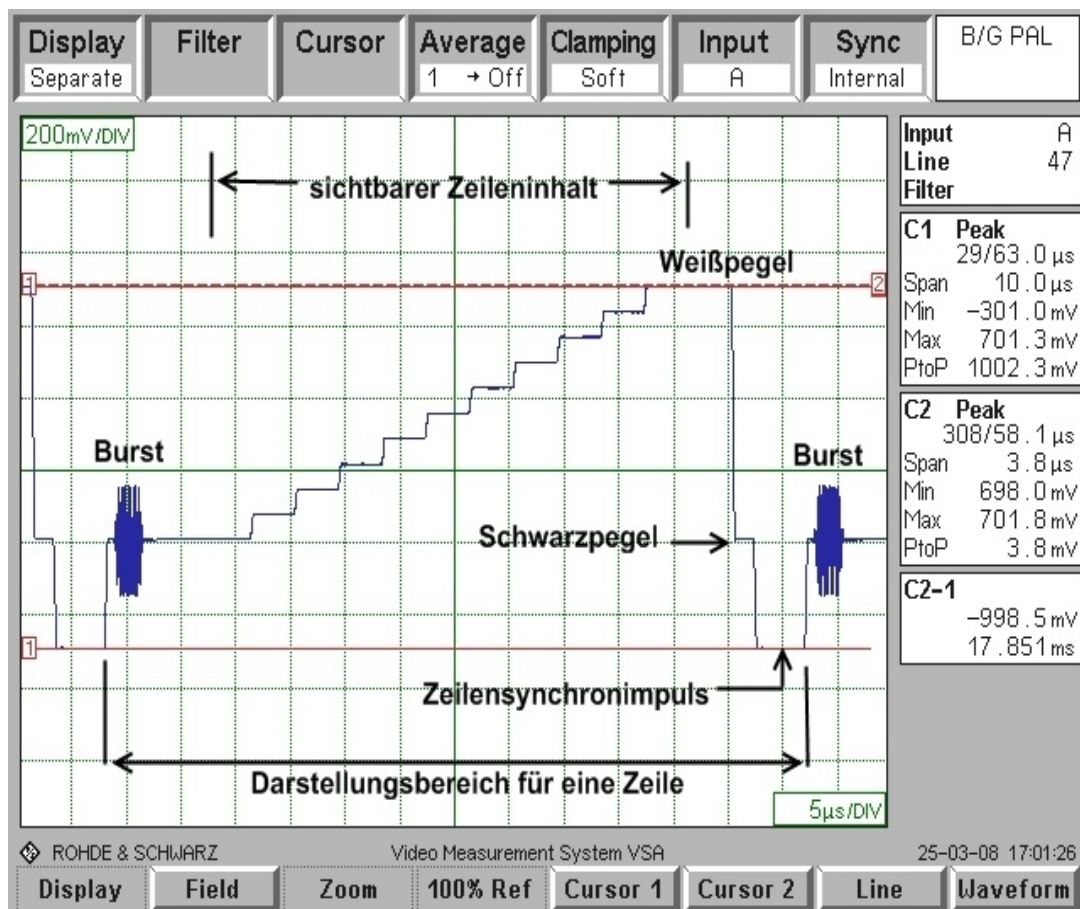 Display Filter Cursor Average Clamping Input Sync B/G PAL
Separate 1 → Off Soft A Internal
200mV/DIV
sichtbarer Zeileninhalt
Weißpegel
1
2
Burst
Burst
Schwarzpegel
1
Zeilensynchronimpuls
Darstellungsbereich für eine Zeile
5µs/DIV
Input A
Line 47
Filter
C1 Peak
29/63.0 µs
Span 10.0 µs
Min -301.0 mV
Max 701.3 mV
PtoP 1002.3 mV
C2 Peak
308/58.1 µs
Span 3.8 µs
Min 698.0 mV
Max 701.8 mV
PtoP 3.8 mV
C2-1
-998.5 mV
17.851 ms
ROHDE & SCHWARZ Video Measurement System VSA 25-03-08 17:01:26
Display Field Zoom 100% Ref Cursor 1 Cursor 2 Line Waveform